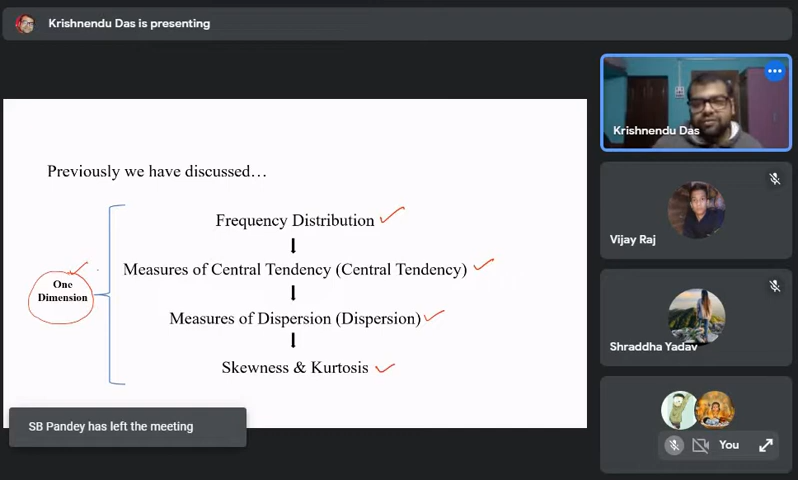 Krishnendu Das is presenting
Previously we have discussed…
Frequency Distribution
Measures of Central Tendency (Central Tendency)
One
Dimension
Measures of Dispersion (Dispersion)
Skewness & Kurtosis
SB Pandey has left the meeting
Krishnendu Das
Vijay Raj
Shraddha Yadav
You